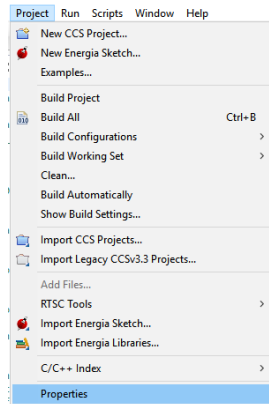 Project Run Scripts Window Help
New CCS Project...
New Energia Sketch...
Examples...
Build Project
Build All Ctrl+B
Build Configurations
Build Working Set
Clean...
Build Automatically
Show Build Settings...
Import CCS Projects...
Import Legacy CCSv3.3 Projects...
Add Files...
RTSC Tools
Import Energia Sketch...
Import Energia Libraries...
C/C++ Index
Properties